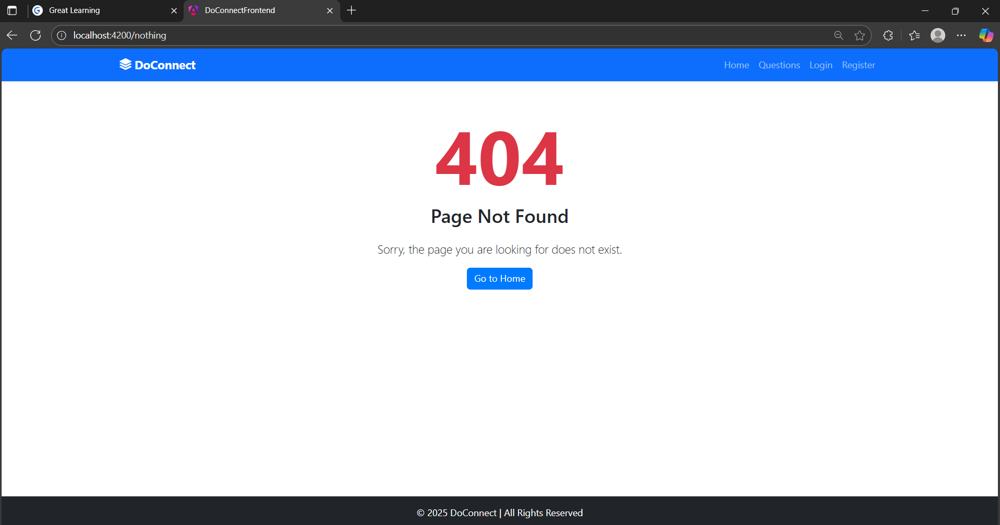 Great Learning
DoConnectFrontend
localhost:4200/nothing
DoConnect
Home Questions Login Register
404
Page Not Found
Sorry, the page you are looking for does not exist.
Go to Home
© 2025 DoConnect | All Rights Reserved